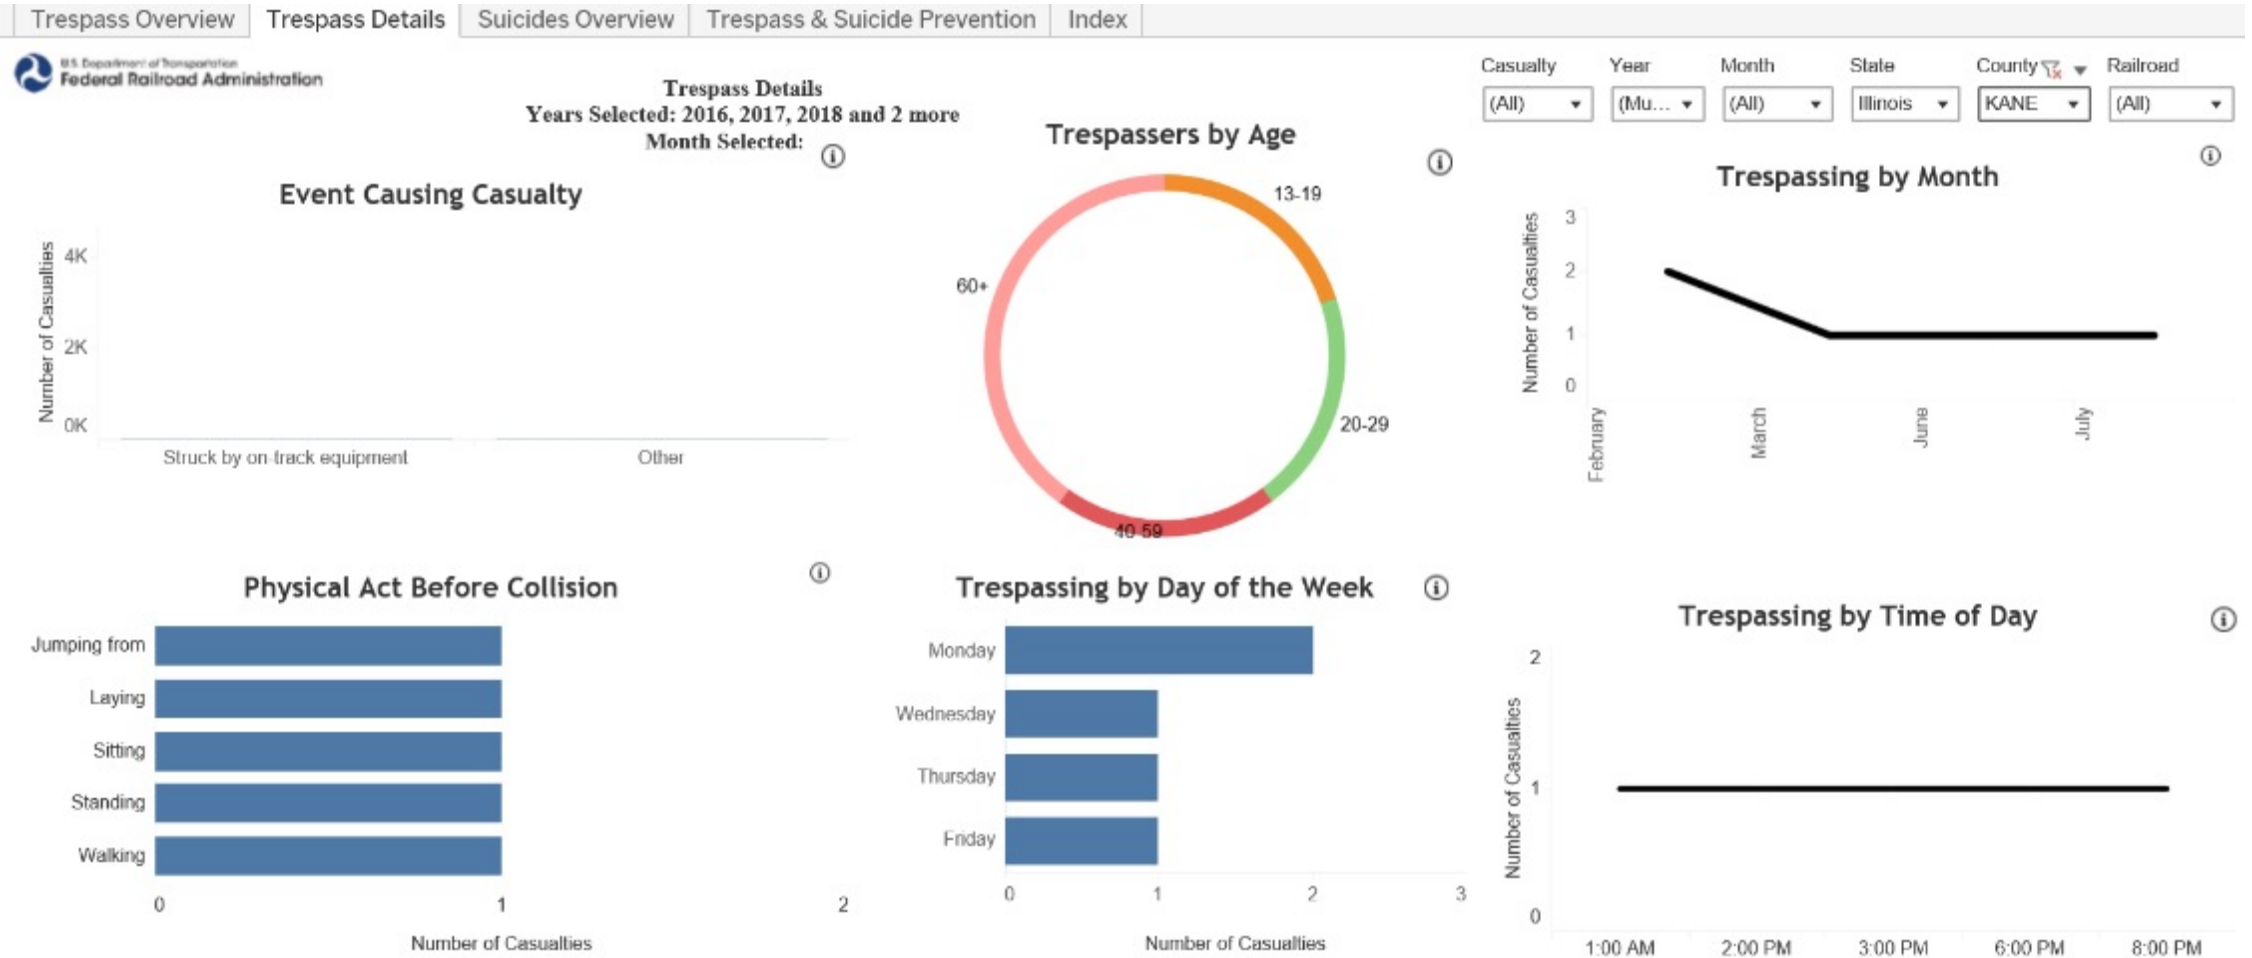 Trespass Overview Trespass Details Suicides Overview Trespass & Suicide Prevention Index
U.S. Department of Transportation
Federal Railroad Administration
Trespass Details
Years Selected: 2016, 2017, 2018 and 2 more
Month Selected:
Casualty Year Month State County Railroad
(All) (Mu... (All) Illinois KANE (All)
Event Causing Casualty
Number of Casualties
4K
2K
0K
Struck by on-track equipment Other
Trespassers by Age
13-19
60+
20-29
40-59
Trespassing by Month
Number of Casualties
3
2
1
0
February March June July
Physical Act Before Collision
Jumping from
Laying
Sitting
Standing
Walking
0 1 2
Number of Casualties
Trespassing by Day of the Week
Monday
Wednesday
Thursday
Friday
0 1 2 3
Number of Casualties
Trespassing by Time of Day
Number of Casualties
2
1
0
1:00 AM 2:00 PM 3:00 PM 6:00 PM 8:00 PM